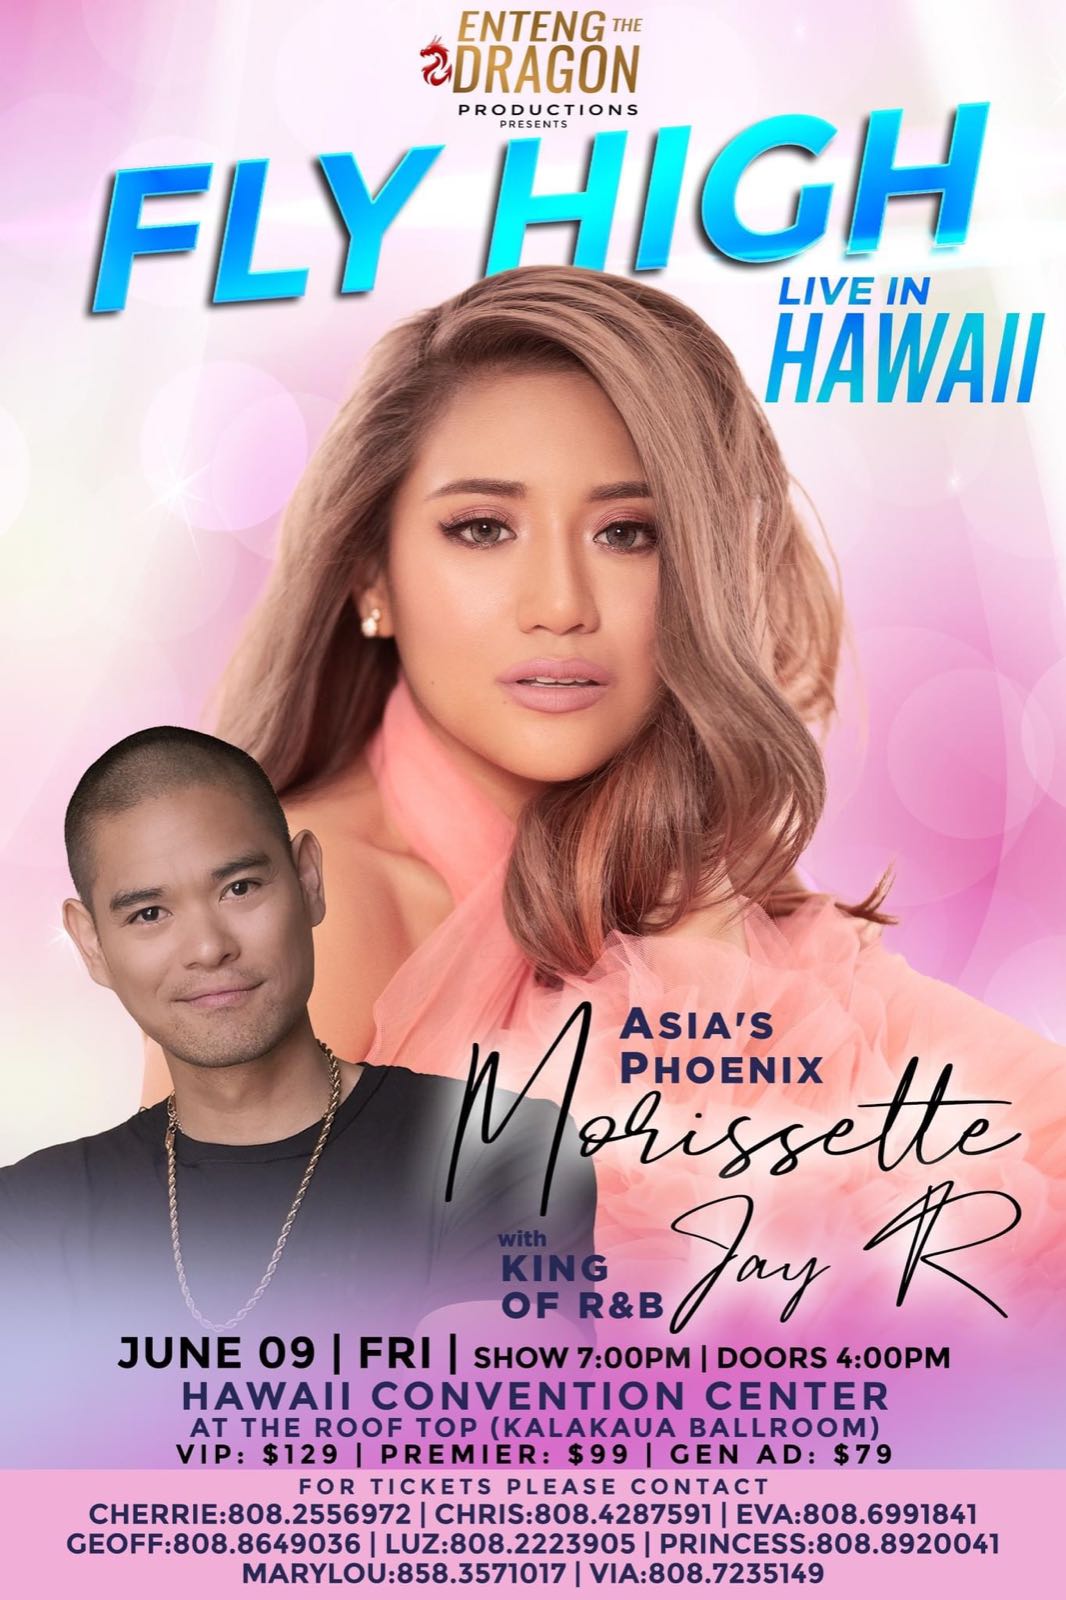 ENTENG THE
DRAGON
PRODUCTIONS
PRESENTS
FLY HIGH
LIVE IN
HAWAII
ASIA'S
PHOENIX
Morissette
with
KING
OF R&B
Jay R
JUNE 09 | FRI | SHOW 7:00PM | DOORS 4:00PM
HAWAII CONVENTION CENTER
AT THE ROOF TOP (KALAKAUA BALLROOM)
VIP: $129 | PREMIER: $99 | GEN AD: $79
FOR TICKETS PLEASE CONTACT
CHERRIE:808.2556972 | CHRIS:808.4287591 | EVA:808.6991841
GEOFF:808.8649036 | LUZ:808.2223905 | PRINCESS:808.8920041
MARYLOU:858.3571017 | VIA:808.7235149